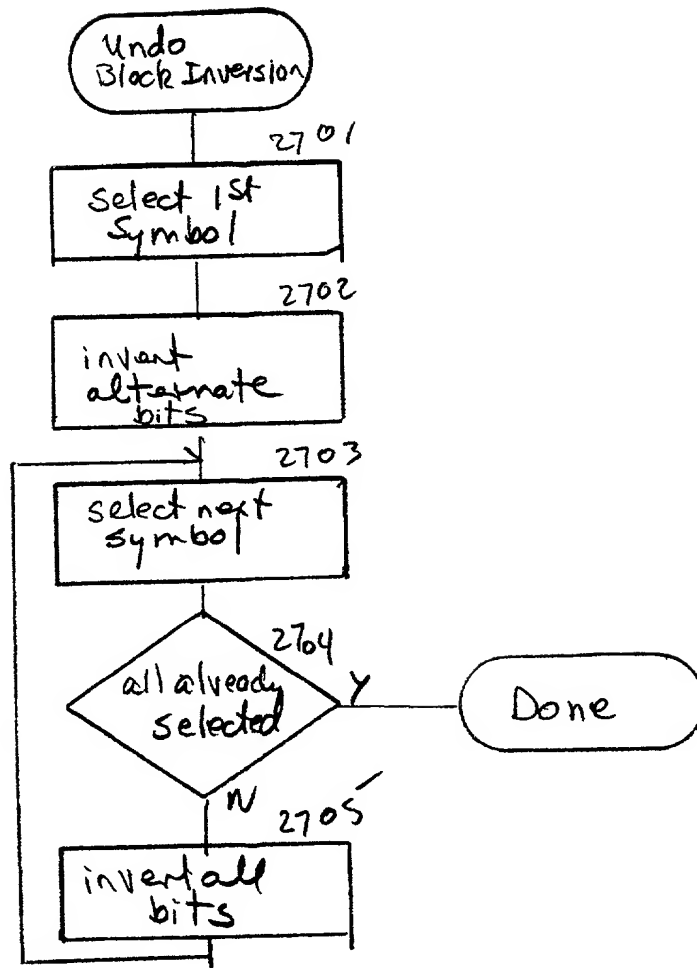 Undo
Block Inversion
2701
select 1st
symbol
2702
invert
alternate
bits
2703
select next
symbol
2704
all already
selected
Y
Done
N
2705
invert all
bits